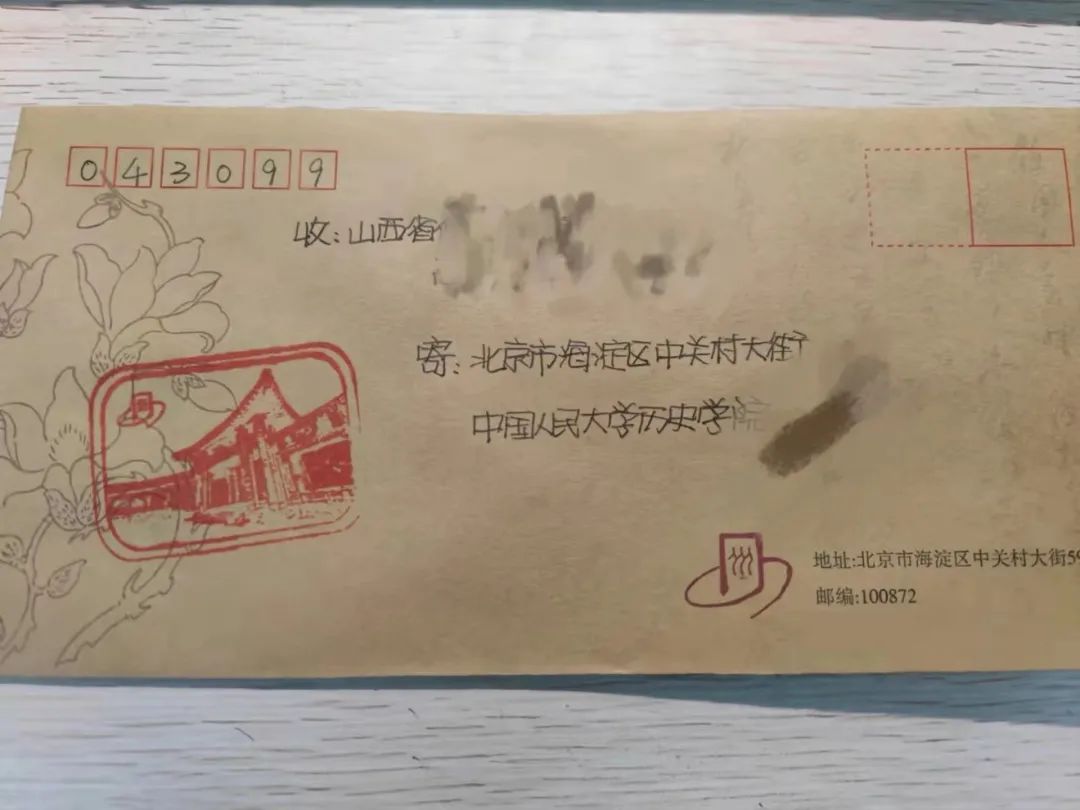 043099
收:山西省
寄:北京市海淀区中关村大街
中国人民大学历史学院
地址:北京市海淀区中关村大街59
邮编:100872